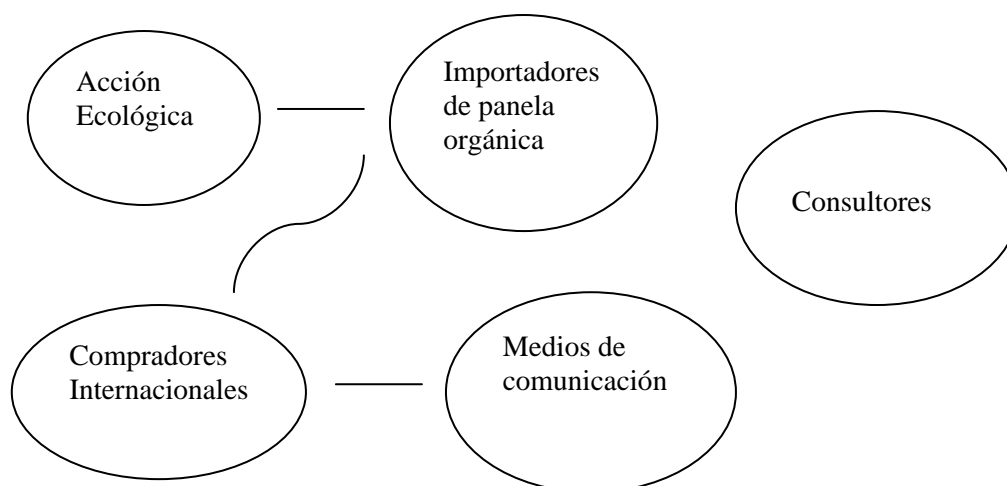 Acción
Ecológica
Importadores
de panela
orgánica
Consultores
Compradores
Internacionales
Medios de
comunicación